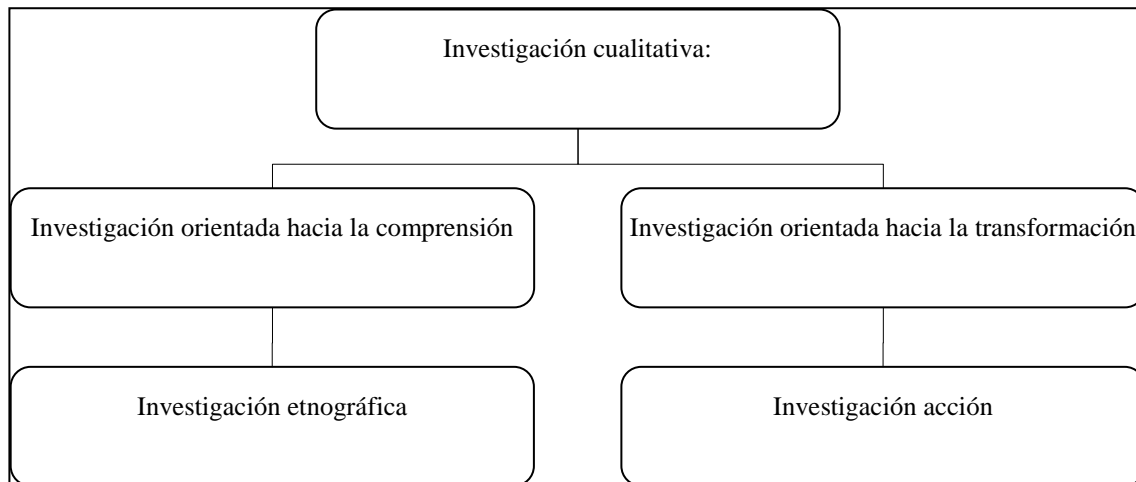 Investigación cualitativa:
Investigación orientada hacia la comprensión
Investigación orientada hacia la transformación
Investigación etnográfica
Investigación acción